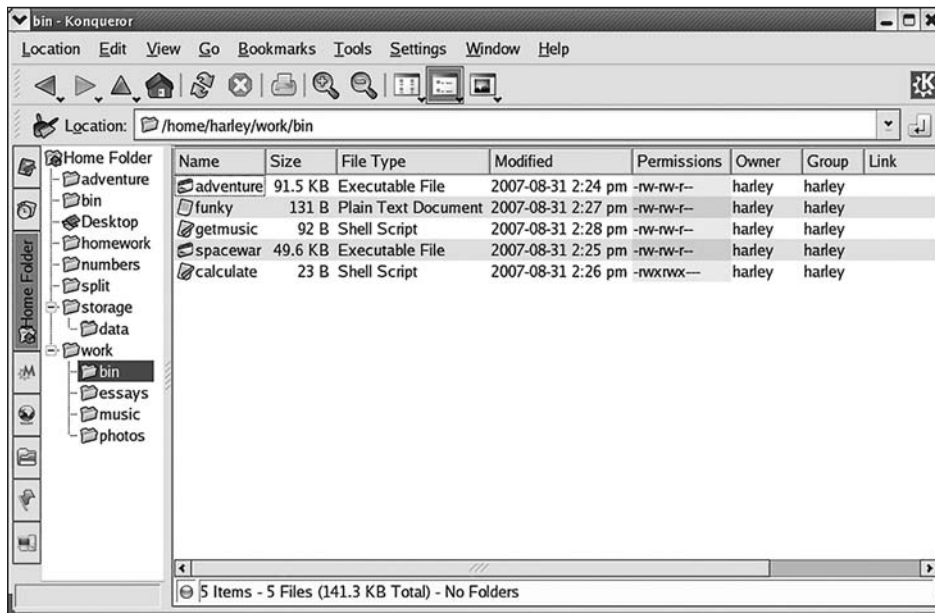 bin - Konqueror
Location Edit View Go Bookmarks Tools Settings Window Help
Location: /home/harley/work/bin
Home Folder
Home Folder
adventure
bin
Desktop
homework
numbers
split
storage
data
work
bin
essays
music
photos
Name Size File Type Modified Permissions Owner Group Link
adventure 91.5 KB Executable File 2007-08-31 2:24 pm -rw-rw-r-- harley harley
funky 131 B Plain Text Document 2007-08-31 2:27 pm -rw-rw-r-- harley harley
getmusic 92 B Shell Script 2007-08-31 2:28 pm -rw-rw-r-- harley harley
spacewar 49.6 KB Executable File 2007-08-31 2:25 pm -rw-rw-r-- harley harley
calculate 23 B Shell Script 2007-08-31 2:26 pm -rwxrwx--- harley harley
5 Items - 5 Files (141.3 KB Total) - No Folders